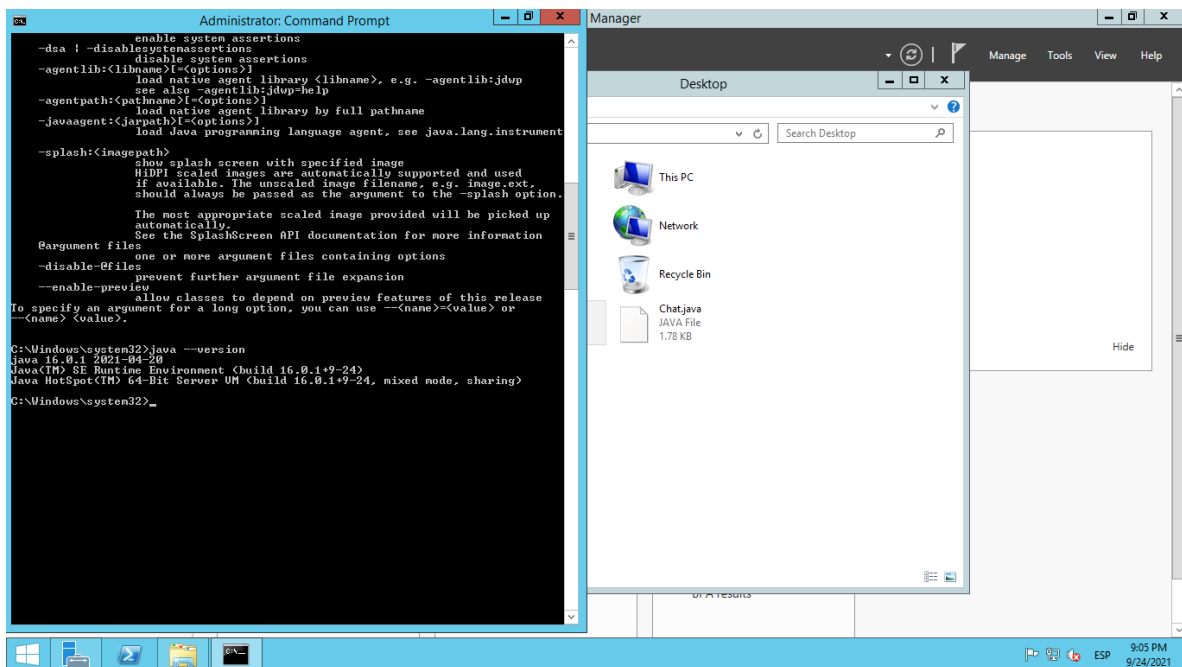 Administrator: Command Prompt
enable system assertions
-dsa | -disablesystemassertions
disable system assertions
-agentlib:<libname>[=<options>]
load native agent library <libname>, e.g. -agentlib:jdwp
see also -agentlib:jdwp=help
-agentpath:<pathname>[=<options>]
load native agent library by full pathname
-javaagent:<jarpath>[=<options>]
load Java programming language agent, see java.lang.instrument
-splash:<imagepath>
show splash screen with specified image
HiDPI scaled images are automatically supported and used
if available. The unscaled image filename, e.g. image.ext,
should always be passed as the argument to the -splash option.
The most appropriate scaled image provided will be picked up
automatically.
See the SplashScreen API documentation for more information
@argument files
one or more argument files containing options
-disable-@files
prevent further argument file expansion
--enable-preview
allow classes to depend on preview features of this release
To specify an argument for a long option, you can use --<name>=<value> or
--<name> <value>.
C:\Windows\system32>java --version
java 16.0.1 2021-04-20
Java(TM) SE Runtime Environment (build 16.0.1+9-24)
Java HotSpot(TM) 64-Bit Server VM (build 16.0.1+9-24, mixed mode, sharing)
C:\Windows\system32>_
Manager
Manage Tools View Help
Desktop
Search Desktop
This PC
Network
Recycle Bin
Chat.java
JAVA File
1.78 KB
Hide
BPA results
ESP
9:05 PM
9/24/2021